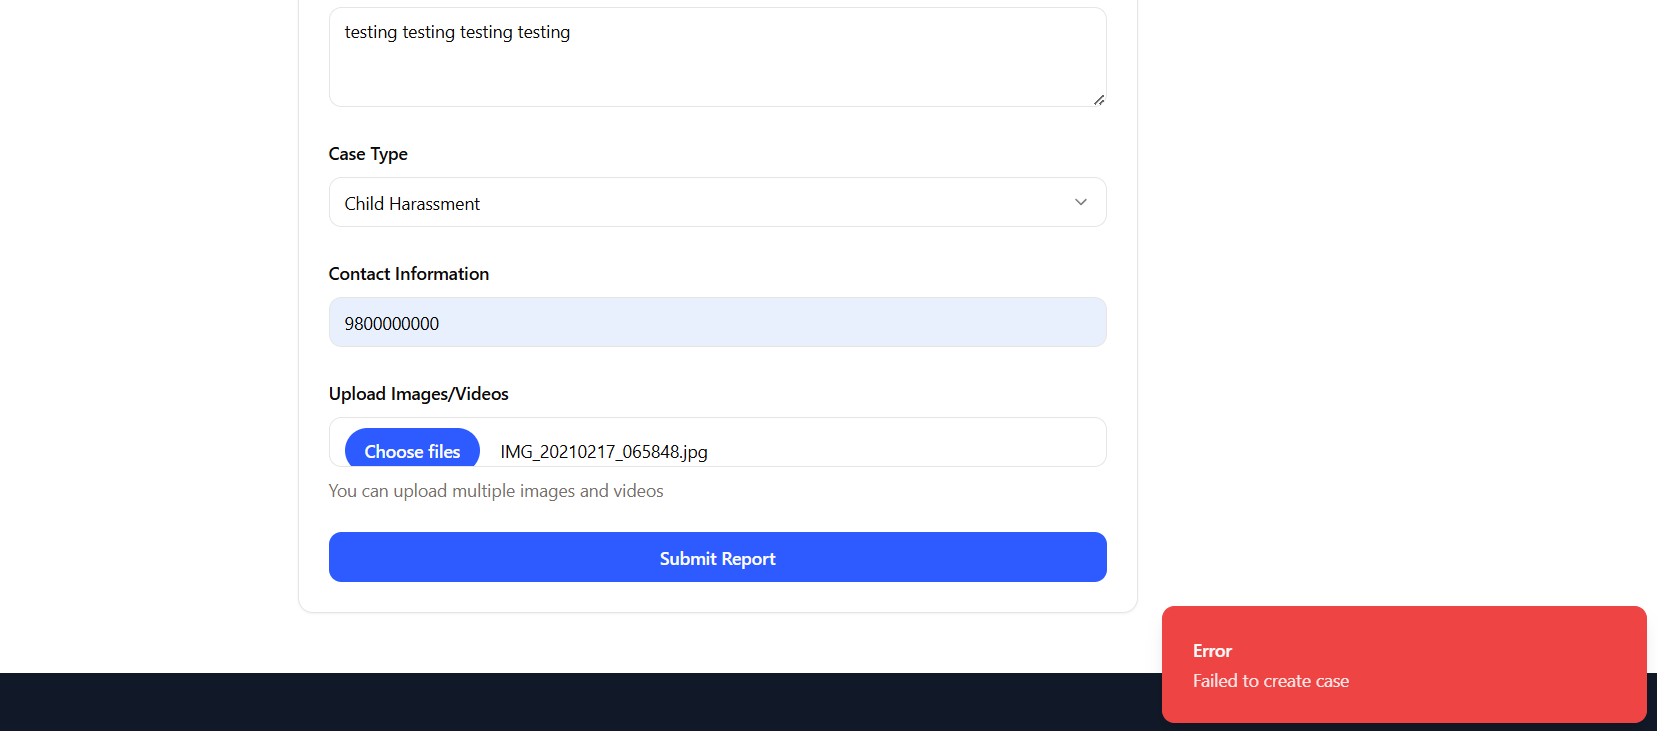 testing testing testing testing
Case Type
Child Harassment
Contact Information
9800000000
Upload Images/Videos
Choose files IMG_20210217_065848.jpg
You can upload multiple images and videos
Submit Report
Error
Failed to create case